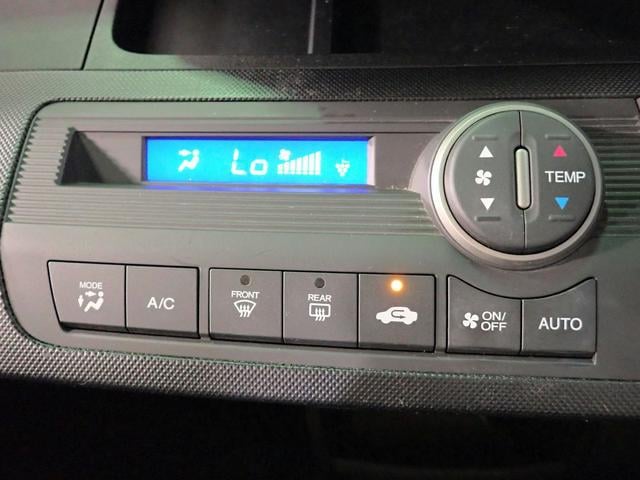 Lo
TEMP
MODE
A/C
FRONT
REAR
ON/
OFF
AUTO